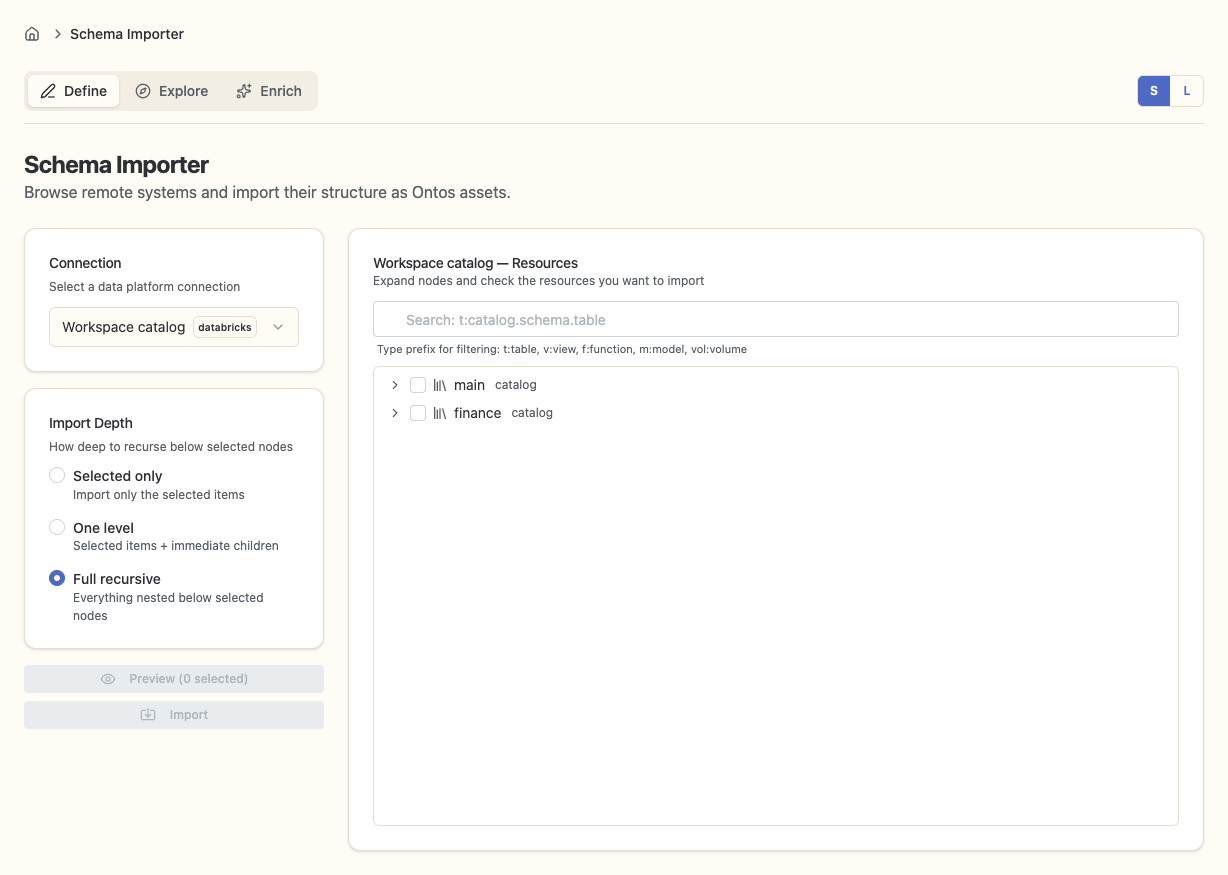 Schema Importer
Define
Explore
Enrich
S
L
Schema Importer
Browse remote systems and import their structure as Ontos assets.
Connection
Select a data platform connection
Workspace catalog databricks
Import Depth
How deep to recurse below selected nodes
Selected only
Import only the selected items
One level
Selected items + immediate children
Full recursive
Everything nested below selected
nodes
Preview (0 selected)
Import
Workspace catalog — Resources
Expand nodes and check the resources you want to import
Search: t:catalog.schema.table
Type prefix for filtering: t:table, v:view, f:function, m:model, vol:volume
main catalog
finance catalog